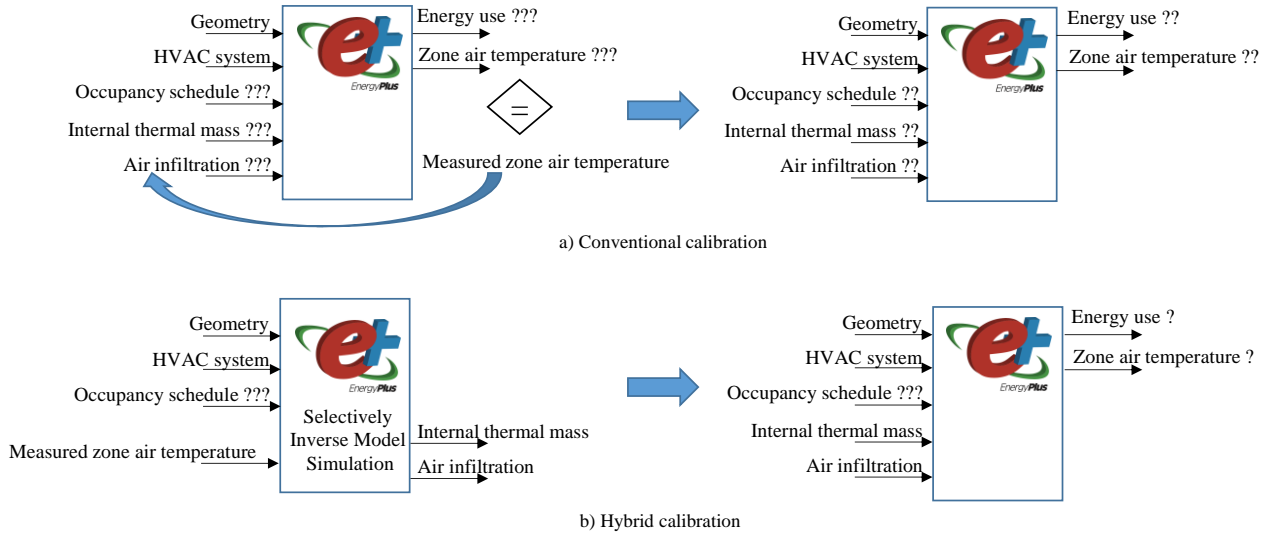 Geometry
HVAC system
Occupancy schedule ???
Internal thermal mass ???
Air infiltration ???
e+
EnergyPlus
Energy use ???
Zone air temperature ???
=
Measured zone air temperature
Geometry
HVAC system
Occupancy schedule ??
Internal thermal mass ??
Air infiltration ??
e+
EnergyPlus
Energy use ??
Zone air temperature ??
a) Conventional calibration
Geometry
HVAC system
Occupancy schedule ???
Measured zone air temperature
e+
EnergyPlus
Selectively
Inverse Model
Simulation
Internal thermal mass
Air infiltration
Geometry
HVAC system
Occupancy schedule ???
Internal thermal mass
Air infiltration
e+
EnergyPlus
Energy use ?
Zone air temperature ?
b) Hybrid calibration